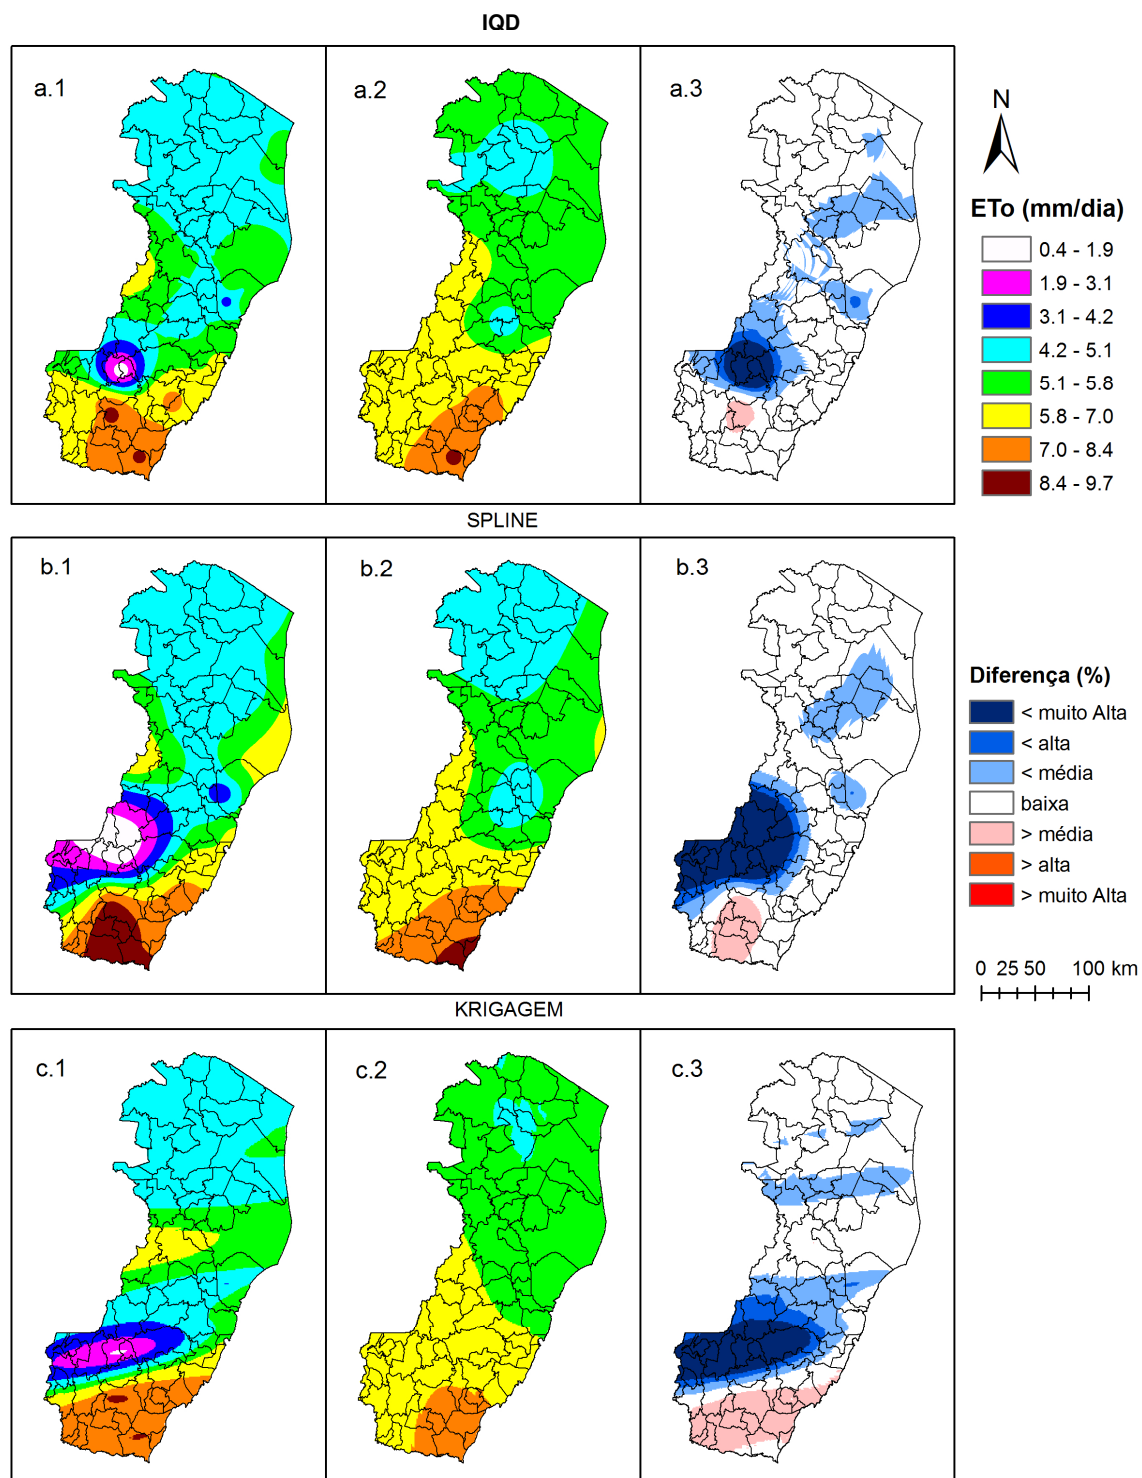 IQD
a.1
a.2
a.3
N
ETo (mm/dia)
0.4 - 1.9
1.9 - 3.1
3.1 - 4.2
4.2 - 5.1
5.1 - 5.8
5.8 - 7.0
7.0 - 8.4
8.4 - 9.7
SPLINE
b.1
b.2
b.3
Diferença (%)
< muito Alta
< alta
< média
baixa
> média
> alta
> muito Alta
0 25 50 100 km
KRIGAGEM
c.1
c.2
c.3